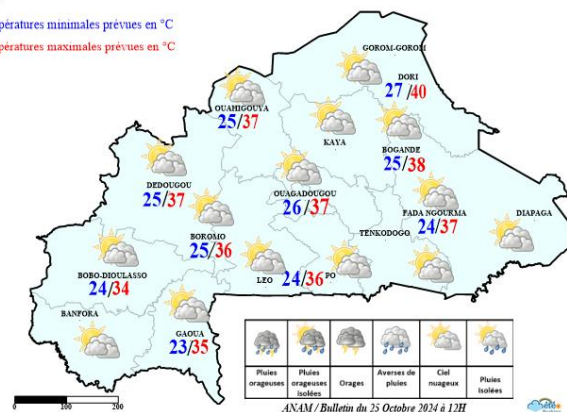 pératures minimales prévues en °C
pératures maximales prévues en °C
GOROM-GOROM
DORI
27/40
OUAHIGOUYA
25/37
KAYA
BOGANDE
25/38
DEDOUGOU
25/37
OUAGADOUGOU
26/37
FADA NGOURMA
24/37
DIAPAGA
BOROMO
25/36
TENKODOGO
BOBO-DIOULASSO
24/34
LEO
24/36
PO
BANFORA
GAOUA
23/35
Pluies orageuses
Pluies orageuses isolées
Orages
Averses de pluies
Ciel nuageux
Pluies isolées
0 100 200
ANAM / Bulletin du 25 Octobre 2024 à 12H